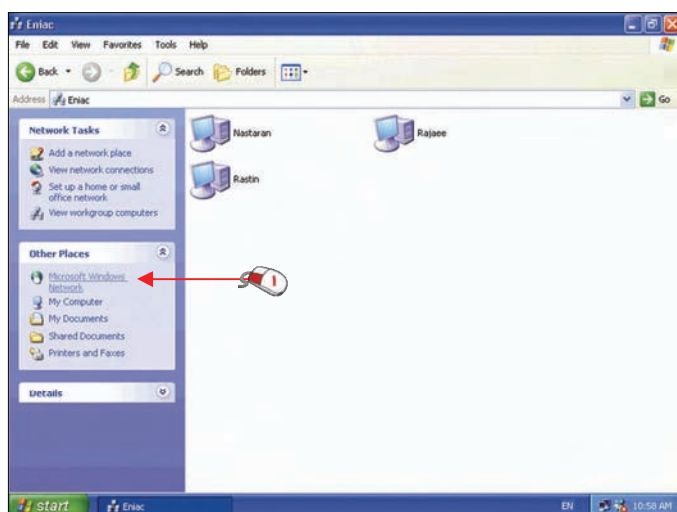 Eniac
File Edit View Favorites Tools Help
Back Search Folders
Address Eniac Go
Network Tasks
Add a network place
View network connections
Set up a home or small
office network
View workgroup computers
Other Places
Microsoft Windows
Network
My Computer
My Documents
Shared Documents
Printers and Faxes
Details
Nastaran Rajaee
Rastin
۱
start Eniac EN 10:58 AM